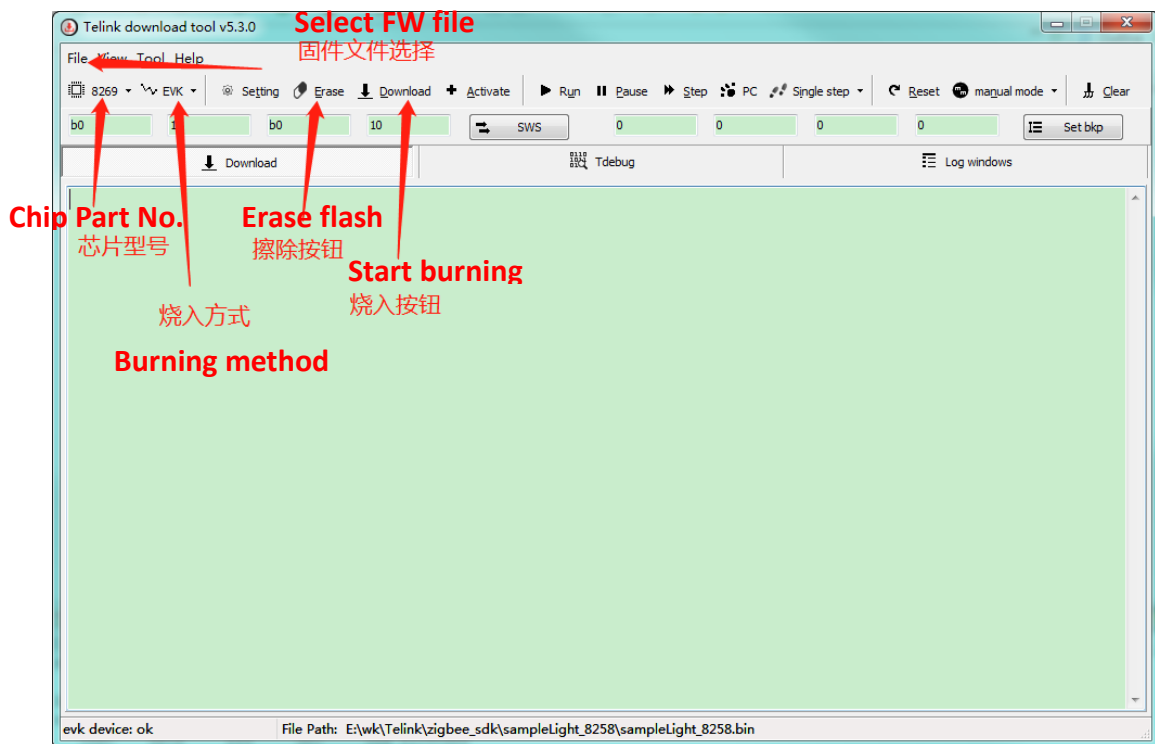 Telink download tool v5.3.0
Select FW file
固件文件选择
File View Tool Help
8269 EVK Setting Erase Download Activate Run Pause Step PC Single step Reset manual mode Clear
b0 10 b0 10 SWS 0 0 0 0 Set bkp
Download Tdebug Log windows
Chip Part No. Erase flash
芯片型号 擦除按钮
Start burning
烧入按钮
烧入方式
Burning method
evk device: ok File Path: E:\wk\Telink\zigbee_sdk\sampleLight_8258\sampleLight_8258.bin